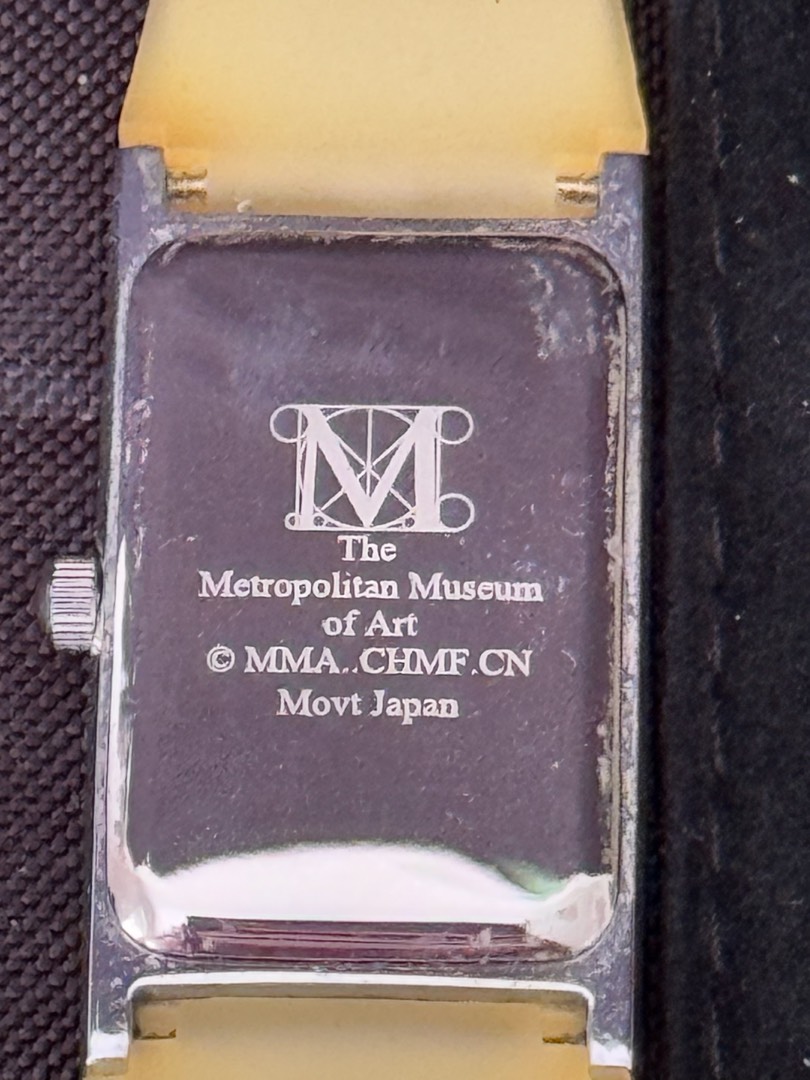 M
The
Metropolitan Museum
of Art
© MMA..CHMF.CN
Movt Japan